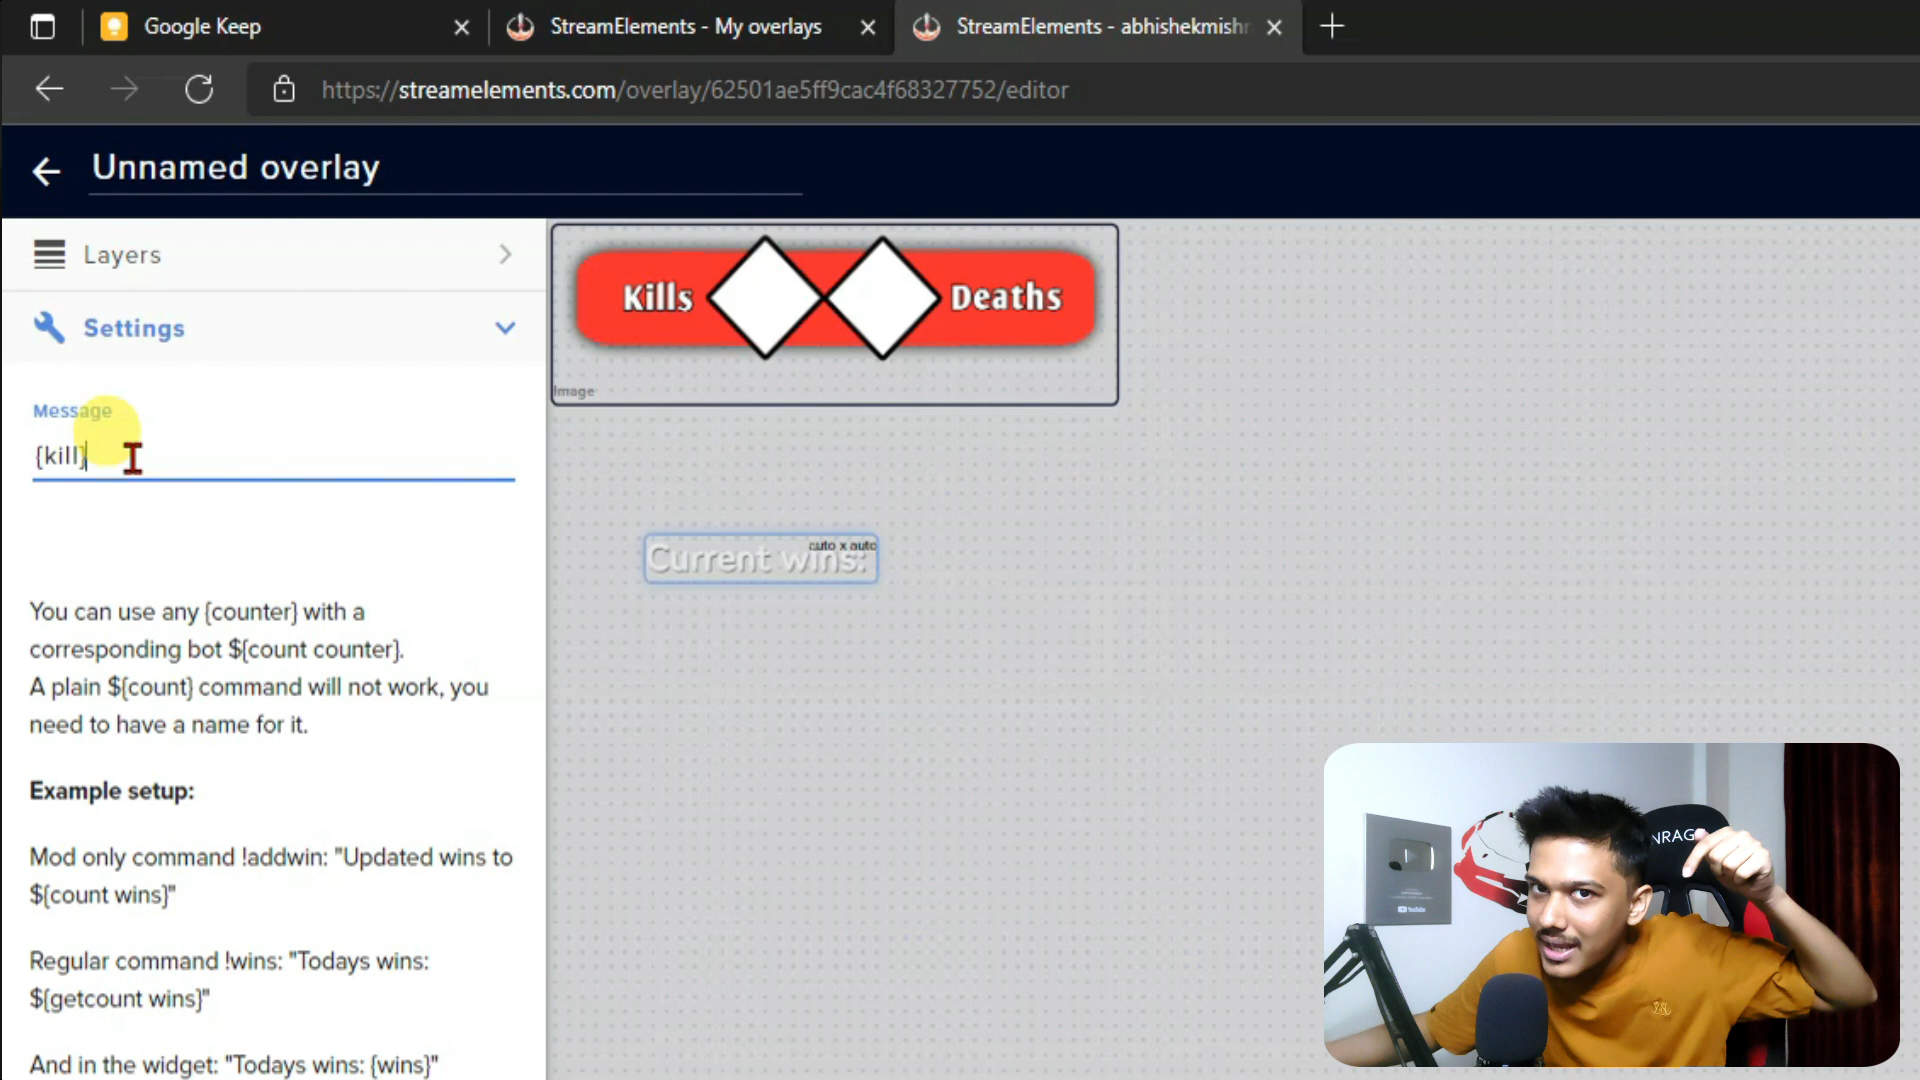 Google Keep
StreamElements - My overlays
StreamElements - abhishekmishr
https://streamelements.com/overlay/62501ae5ff9cac4f68327752/editor
Unnamed overlay
Layers
Settings
Message
{kill}
You can use any {counter} with a
corresponding bot ${count counter}.
A plain ${count} command will not work, you
need to have a name for it.
Example setup:
Mod only command !addwin: "Updated wins to
${count wins}"
Regular command !wins: "Todays wins:
${getcount wins}"
And in the widget: "Todays wins: {wins}"
Kills
Deaths
Image
auto x auto
Current wins:
NRAG
YouTube